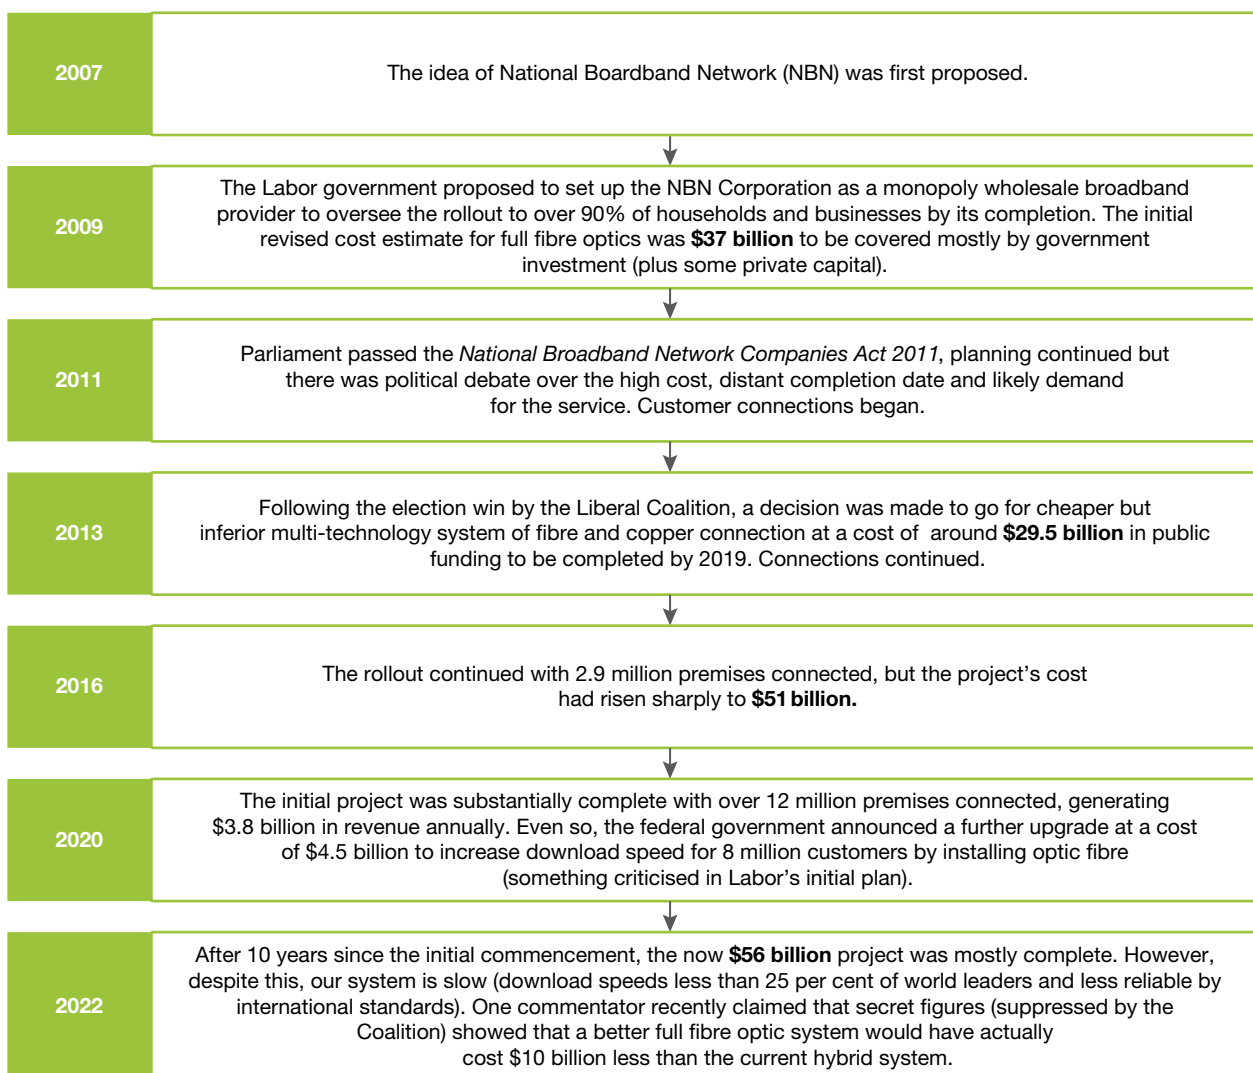 2007
The idea of National Boardband Network (NBN) was first proposed.
2009
The Labor government proposed to set up the NBN Corporation as a monopoly wholesale broadband
provider to oversee the rollout to over 90% of households and businesses by its completion. The initial
revised cost estimate for full fibre optics was $37 billion to be covered mostly by government
investment (plus some private capital).
2011
Parliament passed the National Broadband Network Companies Act 2011, planning continued but
there was political debate over the high cost, distant completion date and likely demand
for the service. Customer connections began.
2013
Following the election win by the Liberal Coalition, a decision was made to go for cheaper but
inferior multi-technology system of fibre and copper connection at a cost of around $29.5 billion in public
funding to be completed by 2019. Connections continued.
2016
The rollout continued with 2.9 million premises connected, but the project's cost
had risen sharply to $51 billion.
2020
The initial project was substantially complete with over 12 million premises connected, generating
$3.8 billion in revenue annually. Even so, the federal government announced a further upgrade at a cost
of $4.5 billion to increase download speed for 8 million customers by installing optic fibre
(something criticised in Labor's initial plan).
2022
After 10 years since the initial commencement, the now $56 billion project was mostly complete. However,
despite this, our system is slow (download speeds less than 25 per cent of world leaders and less reliable by
international standards). One commentator recently claimed that secret figures (suppressed by the
Coalition) showed that a better full fibre optic system would have actually
cost $10 billion less than the current hybrid system.